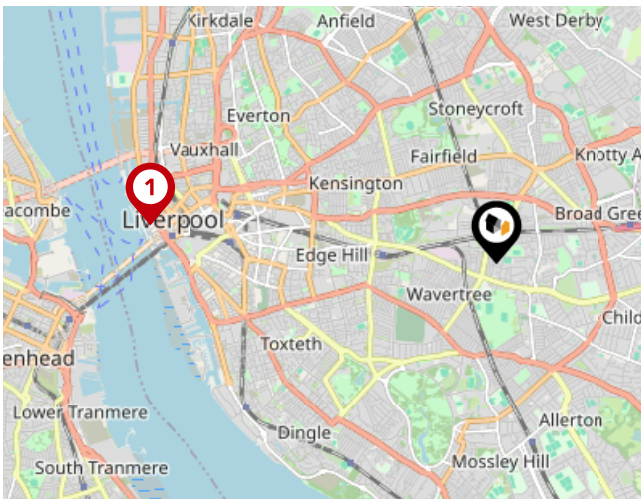 Kirkdale
Anfield
West Derby
Stoneycroft
Everton
Vauxhall
Fairfield
Knotty A
Kensington
1
acombe
Liverpool
Broad Gree
Edge Hill
Wavertree
Child
Toxteth
enhead
Lower Tranmere
Allerton
Dingle
Mossley Hill
South Tranmere